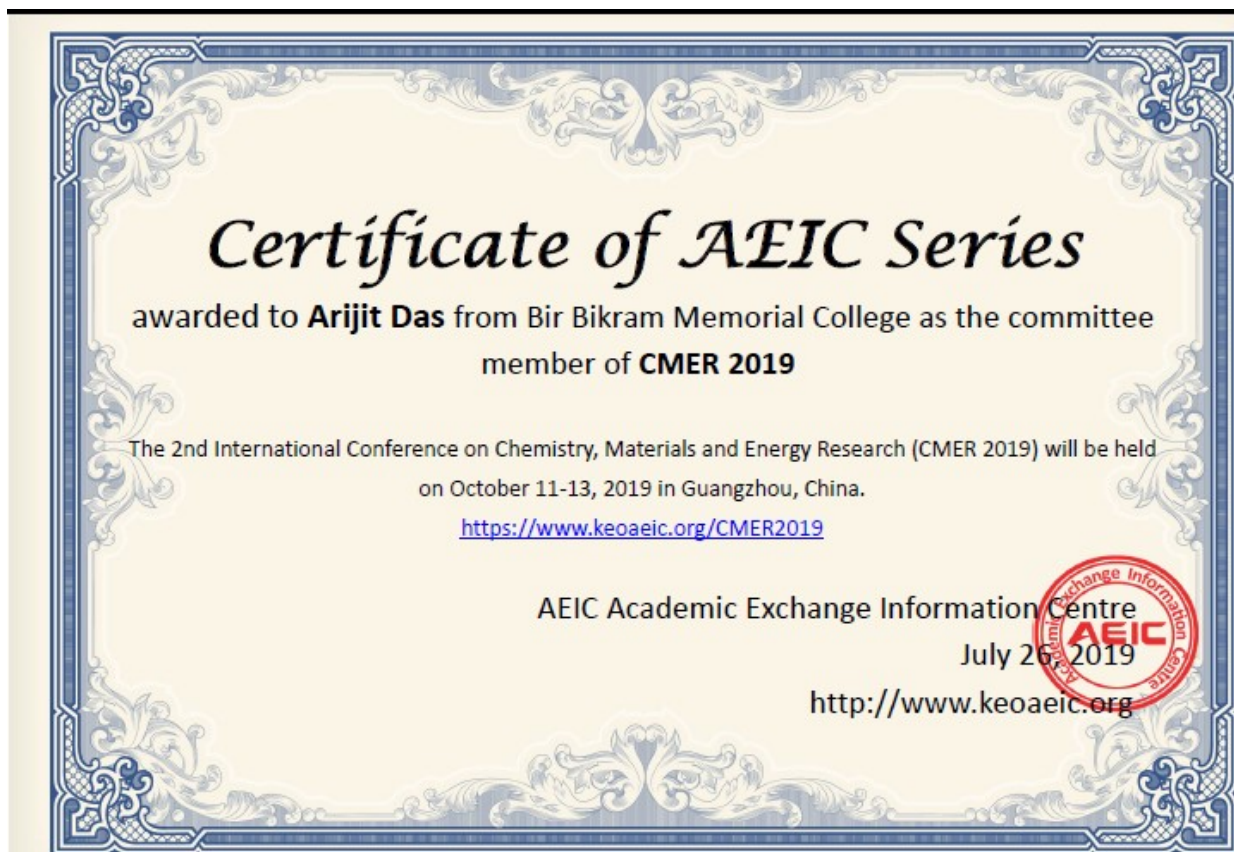 Certificate of AEIC Series
awarded to Arijit Das from Bir Bikram Memorial College as the committee
member of CMER 2019
The 2nd International Conference on Chemistry, Materials and Energy Research (CMER 2019) will be held
on October 11-13, 2019 in Guangzhou, China.
https://www.keoaeic.org/CMER2019
AEIC Academic Exchange Information Centre
July 26, 2019
http://www.keoaeic.org
Academic Exchange Information Centre
AEIC